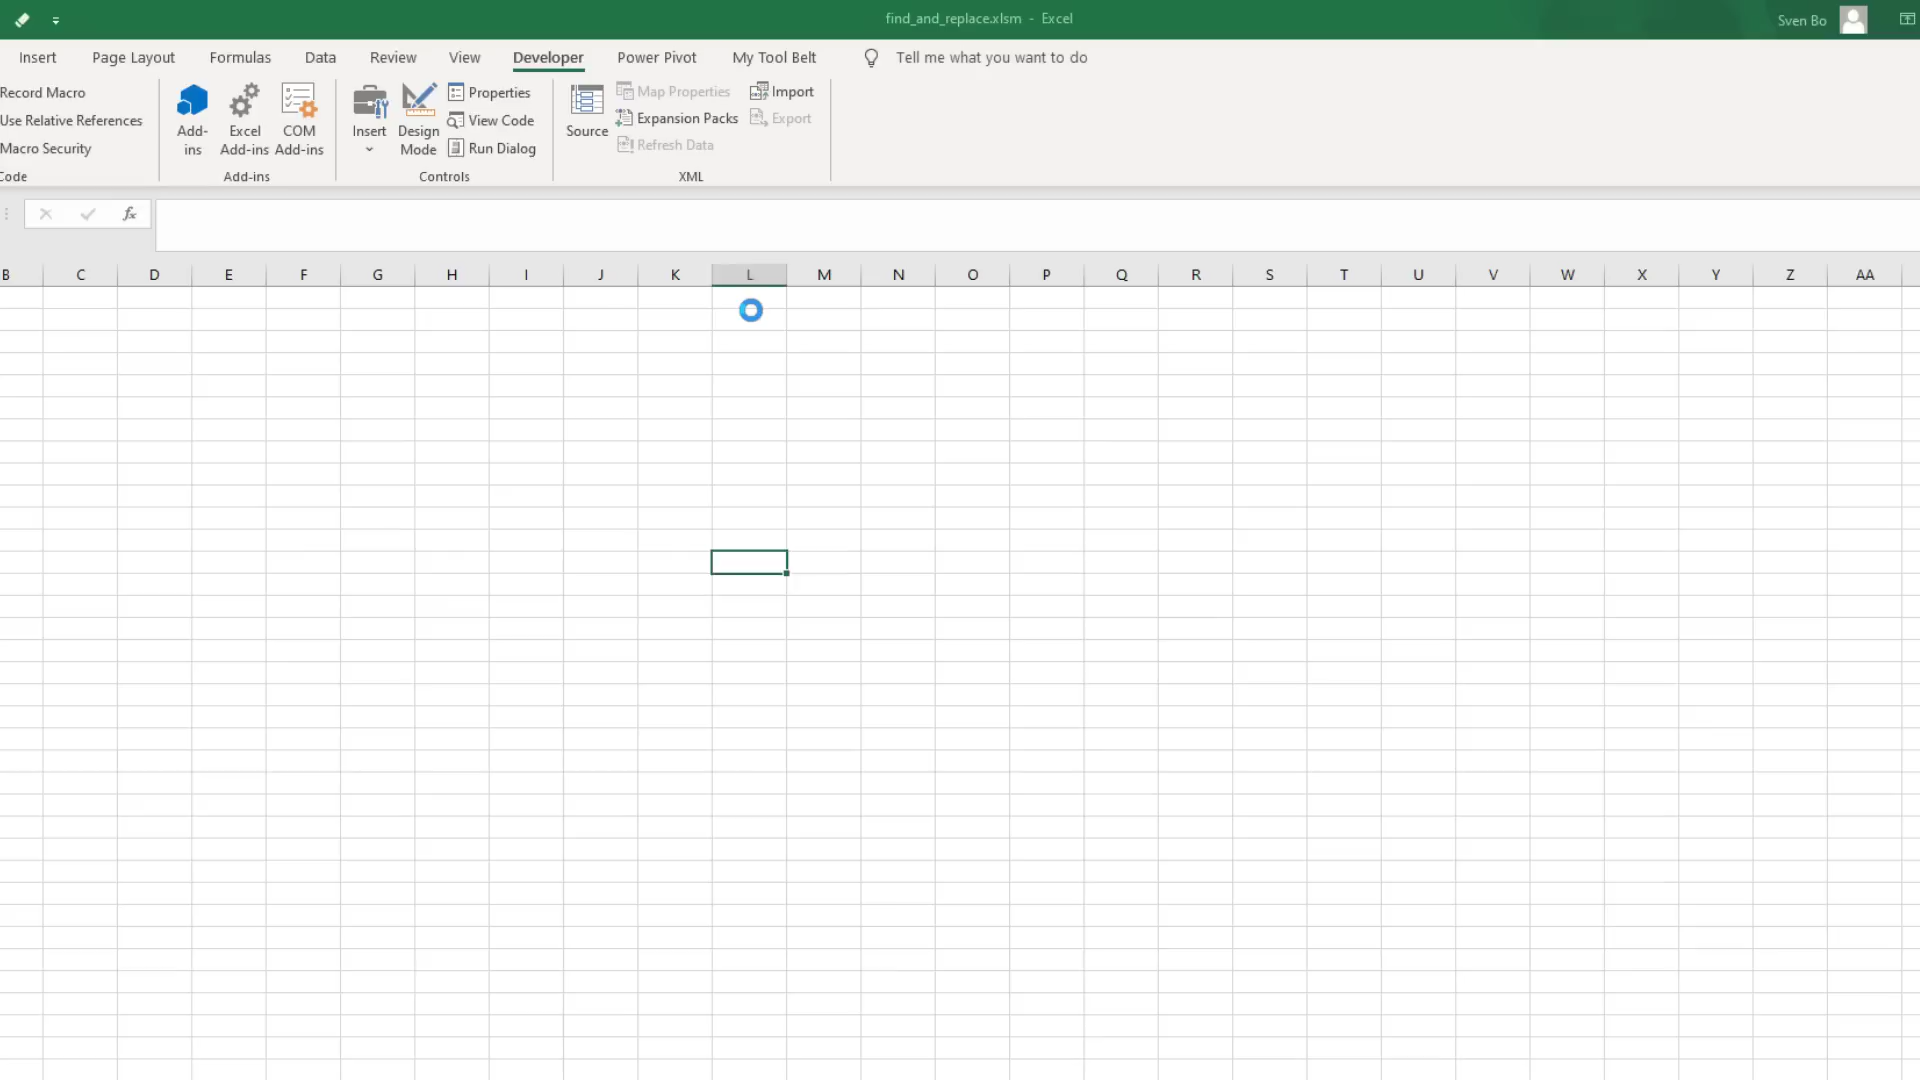 find_and_replace.xlsm - Excel
Sven Bo
Insert Page Layout Formulas Data Review View Developer Power Pivot My Tool Belt Tell me what you want to do
Record Macro
Use Relative References
Macro Security
Code
Add-
ins
Excel
Add-ins
COM
Add-ins
Add-ins
Insert
Design
Mode
Properties
View Code
Run Dialog
Controls
Source
Map Properties
Expansion Packs
Refresh Data
Import
Export
XML
fx
B C D E F G H I J K L M N O P Q R S T U V W X Y Z AA